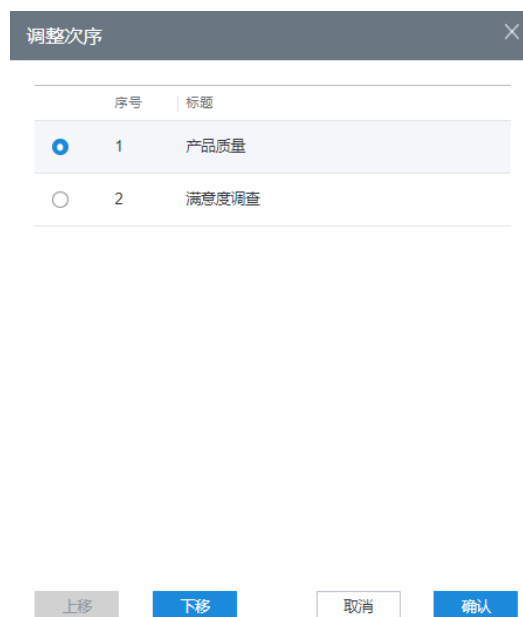 调整次序
序号 标题
1 产品质量
2 满意度调查
上移 下移 取消 确认